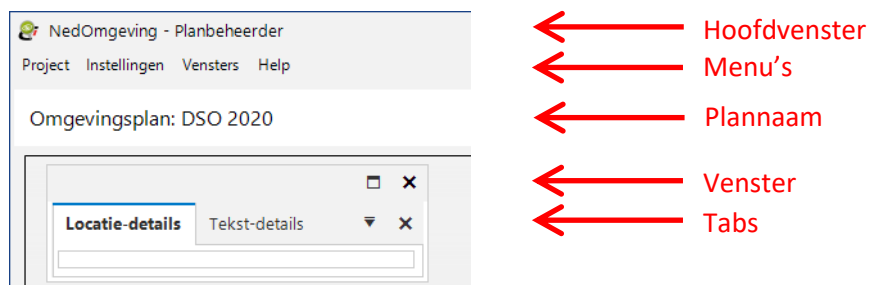 NedOmgeving - Planbeheerder
Hoofdvenster
Project Instellingen Vensters Help
Menu's
Omgevingsplan: DSO 2020
Plannaam
Venster
Locatie-details Tekst-details
Tabs